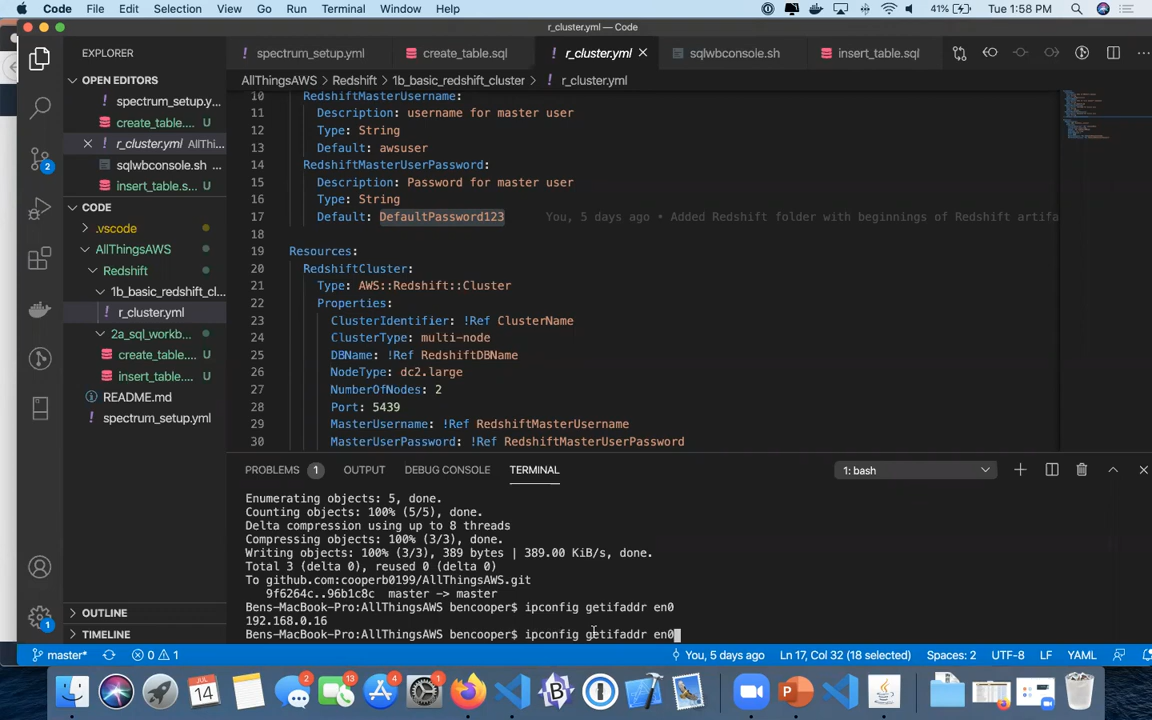 Code File Edit Selection View Go Run Terminal Window Help 41% Tue 1:58 PM
r_cluster.yml — Code
EXPLORER
spectrum_setup.yml create_table.sql r_cluster.yml sqlwbconsole.sh insert_table.sql
OPEN EDITORS
AllThingsAWS > Redshift > 1b_basic_redshift_cluster > ! r_cluster.yml
! spectrum_setup.y...
create_table.... U
! r_cluster.yml AllThi...
sqlwbconsole.sh ...
insert_table.s... U
CODE
.vscode
AllThingsAWS
Redshift
1b_basic_redshift_cl...
! r_cluster.yml
2a_sql_workb...
create_table.... U
insert_table.... U
README.md
! spectrum_setup.yml
OUTLINE
TIMELINE
10 RedshiftMasterUsername:
11 Description: username for master user
12 Type: String
13 Default: awsuser
14 RedshiftMasterUserPassword:
15 Description: Password for master user
16 Type: String
17 Default: DefaultPassword123 You, 5 days ago • Added Redshift folder with beginnings of Redshift artifa
18
19 Resources:
20 RedshiftCluster:
21 Type: AWS::Redshift::Cluster
22 Properties:
23 ClusterIdentifier: !Ref ClusterName
24 ClusterType: multi-node
25 DBName: !Ref RedshiftDBName
26 NodeType: dc2.large
27 NumberOfNodes: 2
28 Port: 5439
29 MasterUsername: !Ref RedshiftMasterUsername
30 MasterUserPassword: !Ref RedshiftMasterUserPassword
PROBLEMS 1 OUTPUT DEBUG CONSOLE TERMINAL 1: bash
Enumerating objects: 5, done.
Counting objects: 100% (5/5), done.
Delta compression using up to 8 threads
Compressing objects: 100% (3/3), done.
Writing objects: 100% (3/3), 389 bytes | 389.00 KiB/s, done.
Total 3 (delta 0), reused 0 (delta 0)
To github.com:cooperb0199/AllThingsAWS.git
9f6264c..96b1c8c master -> master
Bens-MacBook-Pro:AllThingsAWS bencooper$ ipconfig getifaddr en0
192.168.0.16
Bens-MacBook-Pro:AllThingsAWS bencooper$ ipconfig getifaddr en0
master* 0 1 You, 5 days ago Ln 17, Col 32 (18 selected) Spaces: 2 UTF-8 LF YAML
2
1
JUL
14
2
13
4
1